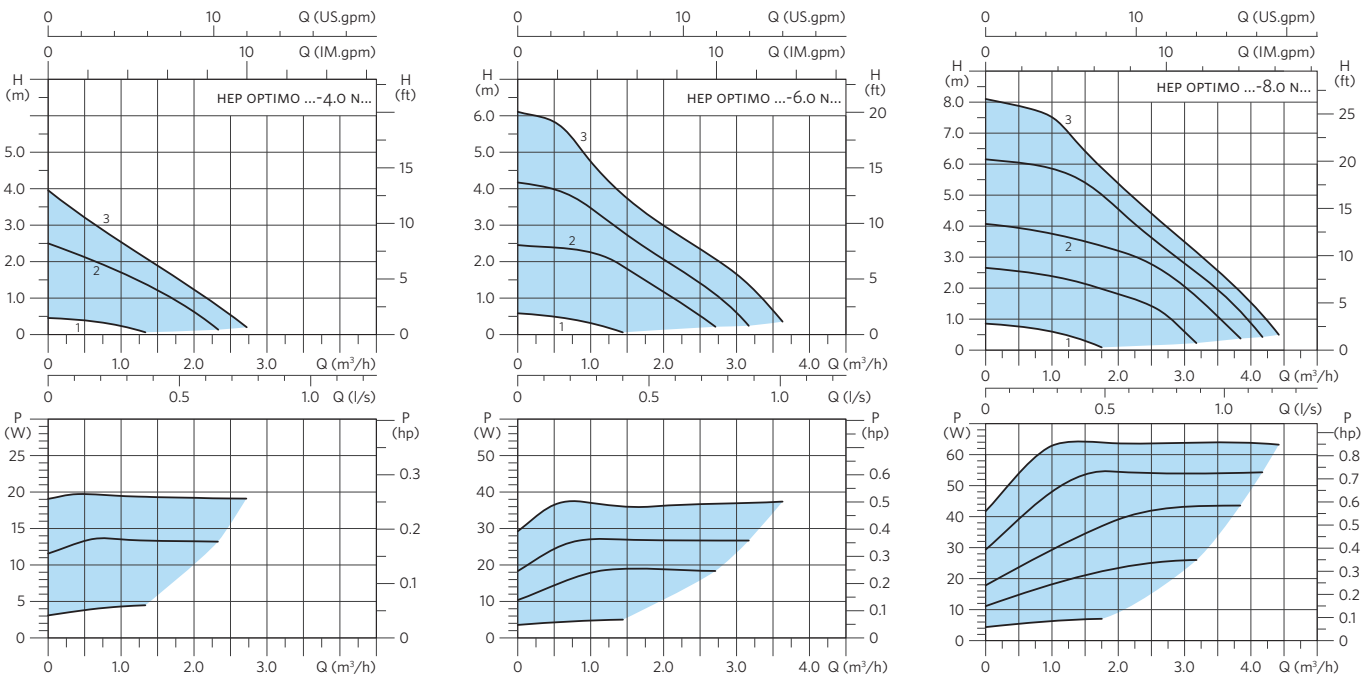 0 10 Q (US.gpm)
0 10 Q (IM.gpm)
H (m) H (ft)
HEP OPTIMO ...-4.0 N...
5.0 15
4.0
3.0 10
2.0 5
1.0
0 0
3
2
1
0 1.0 2.0 3.0 Q (m³/h)
0 0.5 1.0 Q (l/s)
P (W) P (hp)
25 0.3
20
15 0.2
10 0.1
5
0 0
0 1.0 2.0 3.0 Q (m³/h)
0 10 Q (US.gpm)
0 10 Q (IM.gpm)
H (m) H (ft)
HEP OPTIMO ...-6.0 N...
6.0 20
5.0 15
4.0
3.0 10
2.0 5
1.0
0 0
3
2
1
0 1.0 2.0 3.0 4.0 Q (m³/h)
0 0.5 1.0 Q (l/s)
P (W) P (hp)
50 0.6
40 0.5
30 0.4
20 0.3
10 0.2
0 0.1
0
0 1.0 2.0 3.0 4.0 Q (m³/h)
0 10 Q (US.gpm)
0 10 Q (IM.gpm)
H (m) H (ft)
HEP OPTIMO ...-8.0 N...
8.0 25
7.0
6.0 20
5.0 15
4.0
3.0 10
2.0 5
1.0
0 0
3
2
1
0 1.0 2.0 3.0 4.0 Q (m³/h)
0 0.5 1.0 Q (l/s)
P (W) P (hp)
60 0.8
50 0.7
40 0.6
30 0.5
20 0.4
10 0.3
0 0.2
0.1
0
0 1.0 2.0 3.0 4.0 Q (m³/h)